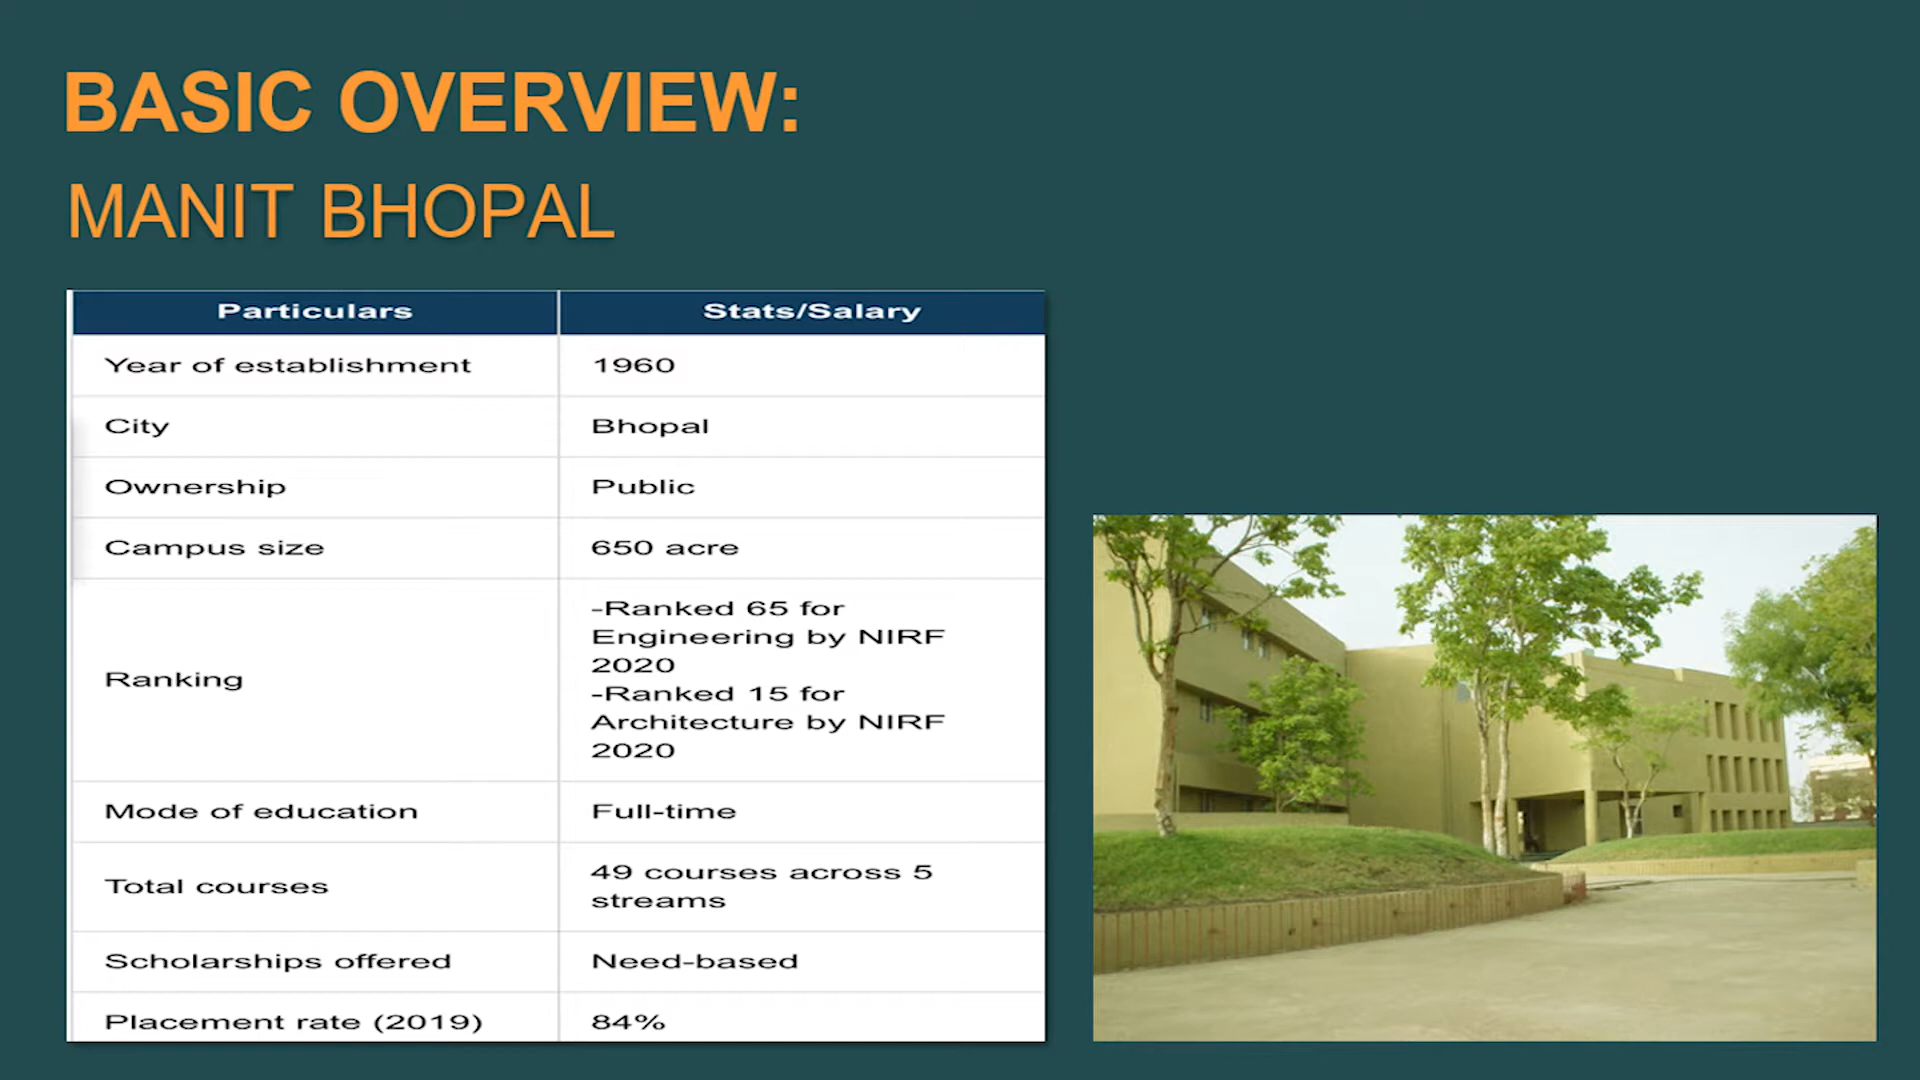 BASIC OVERVIEW:
MANIT BHOPAL
Particulars Stats/Salary
Year of establishment 1960
City Bhopal
Ownership Public
Campus size 650 acre
Ranking
-Ranked 65 for
Engineering by NIRF
2020
-Ranked 15 for
Architecture by NIRF
2020
Mode of education Full-time
Total courses
49 courses across 5
streams
Scholarships offered Need-based
Placement rate (2019) 84%